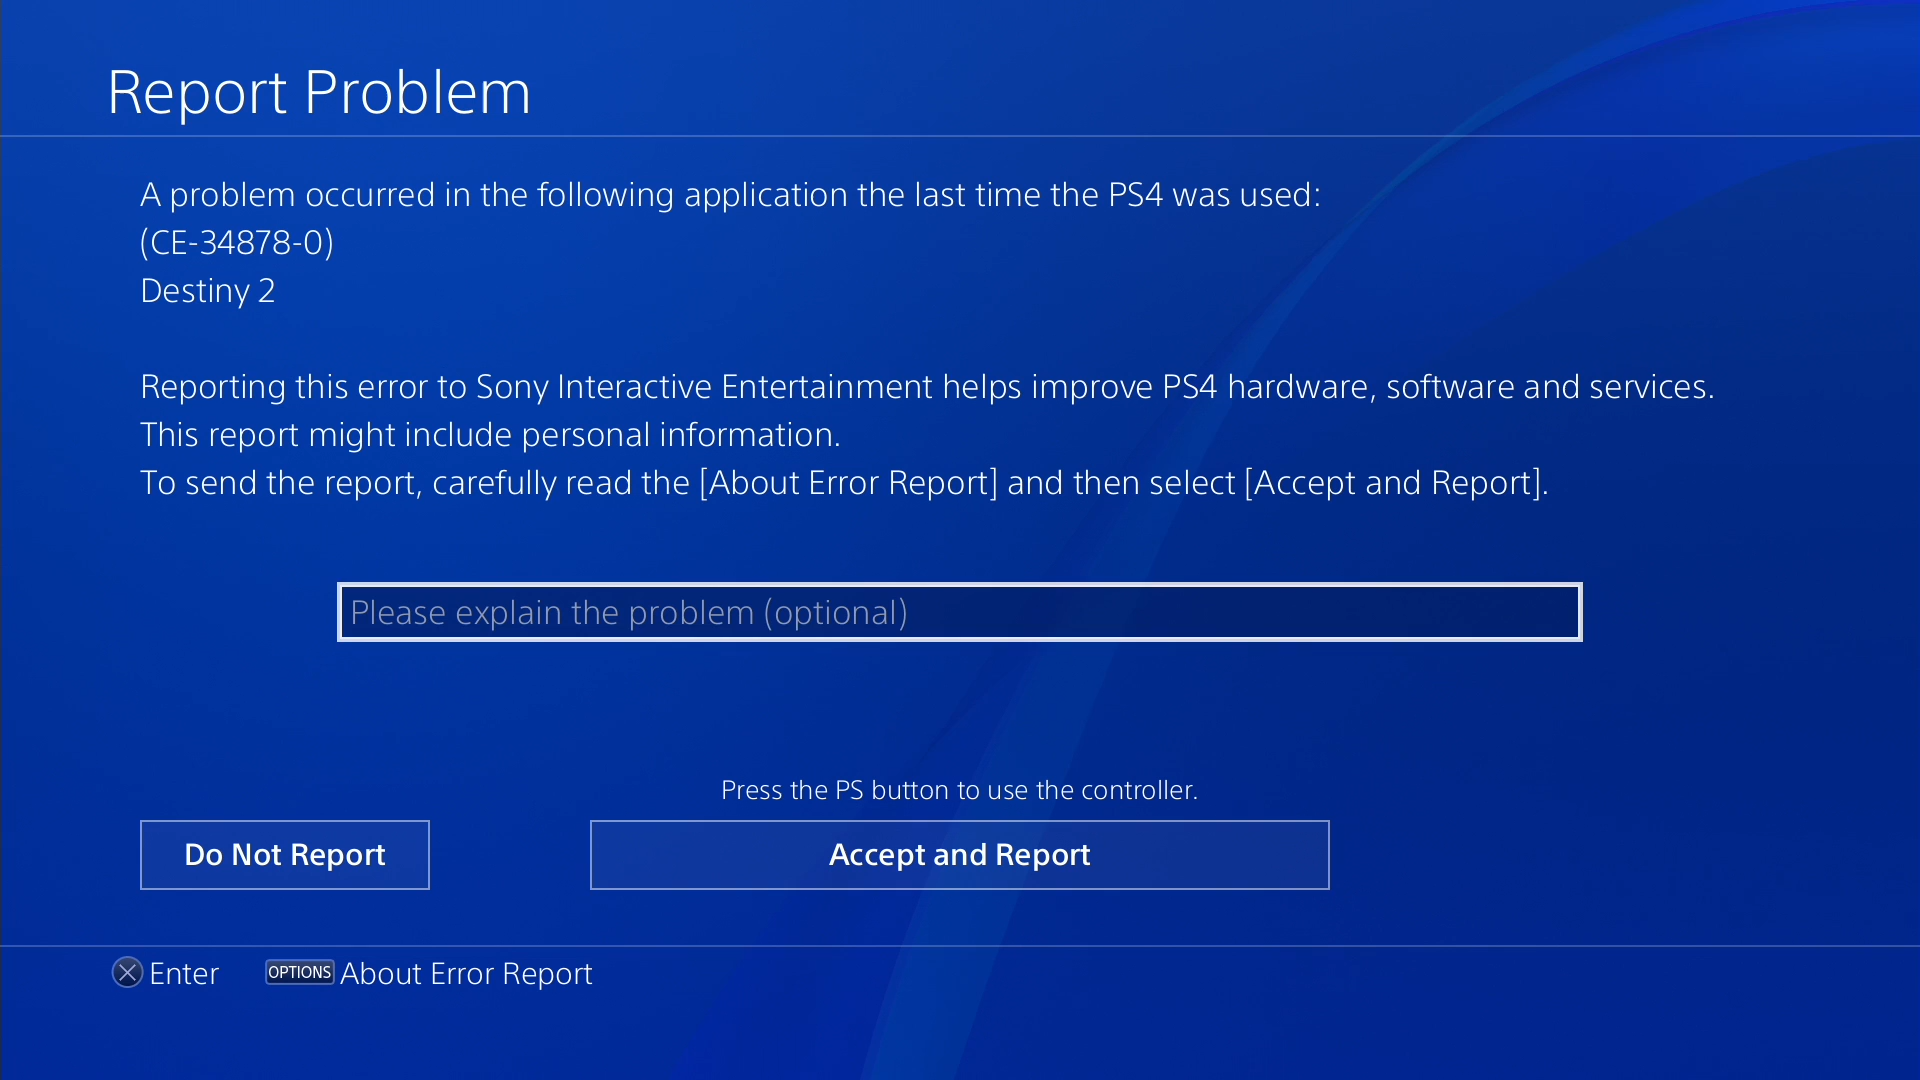 Report Problem
A problem occurred in the following application the last time the PS4 was used:
(CE-34878-0)
Destiny 2
Reporting this error to Sony Interactive Entertainment helps improve PS4 hardware, software and services.
This report might include personal information.
To send the report, carefully read the [About Error Report] and then select [Accept and Report].
Please explain the problem (optional)
Press the PS button to use the controller.
Do Not Report
Accept and Report
Enter
OPTIONS About Error Report